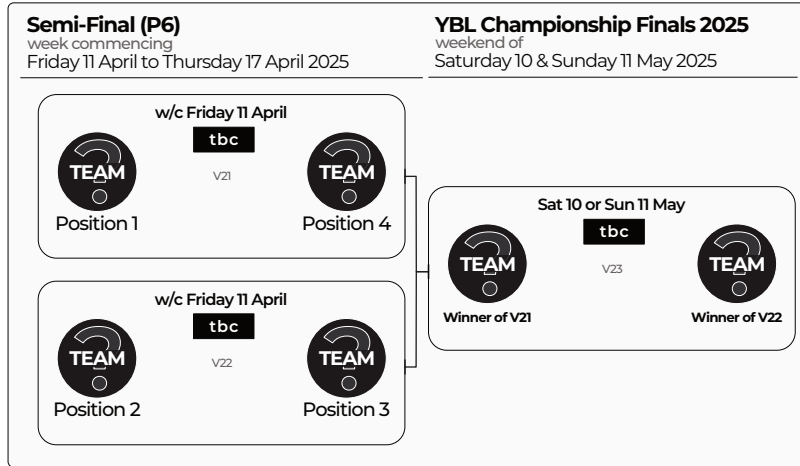 Semi-Final (P6)
week commencing
Friday 11 April to Thursday 17 April 2025
YBL Championship Finals 2025
weekend of
Saturday 10 & Sunday 11 May 2025
w/c Friday 11 April
tbc
V21
? TEAM
Position 1
? TEAM
Position 4
w/c Friday 11 April
tbc
V22
? TEAM
Position 2
? TEAM
Position 3
Sat 10 or Sun 11 May
tbc
V23
? TEAM
Winner of V21
? TEAM
Winner of V22